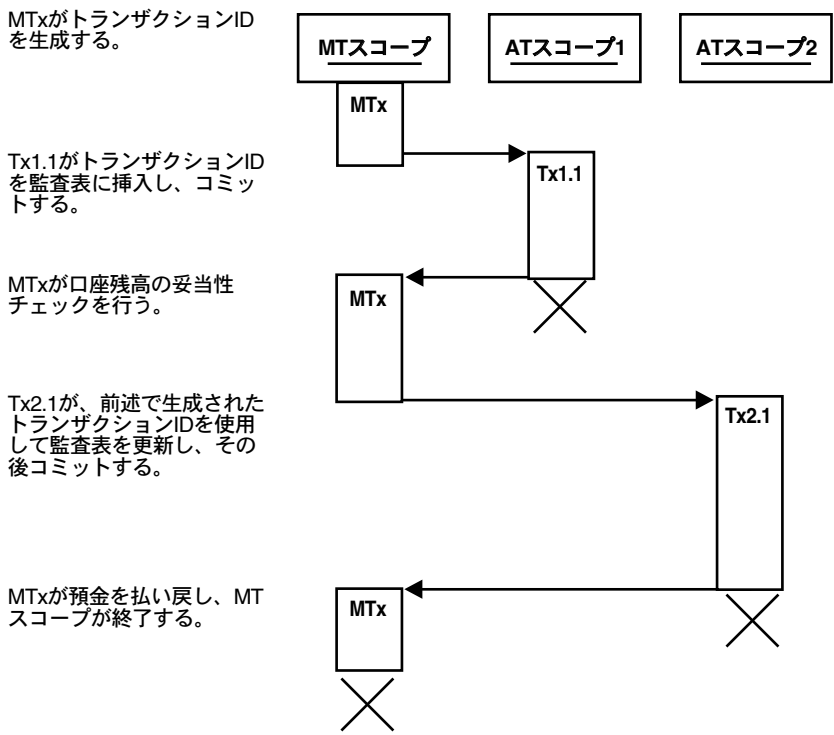 MTxがトランザクションID
を生成する。
MTスコープ
ATスコープ1
ATスコープ2
MTx
Tx1.1がトランザクションID
を監査表に挿入し、コミッ
トする。
Tx1.1
MTxが口座残高の妥当性
チェックを行う。
MTx
Tx2.1が、前述で生成された
トランザクションIDを使用
して監査表を更新し、その
後コミットする。
Tx2.1
MTxが預金を払い戻し、MT
スコープが終了する。
MTx